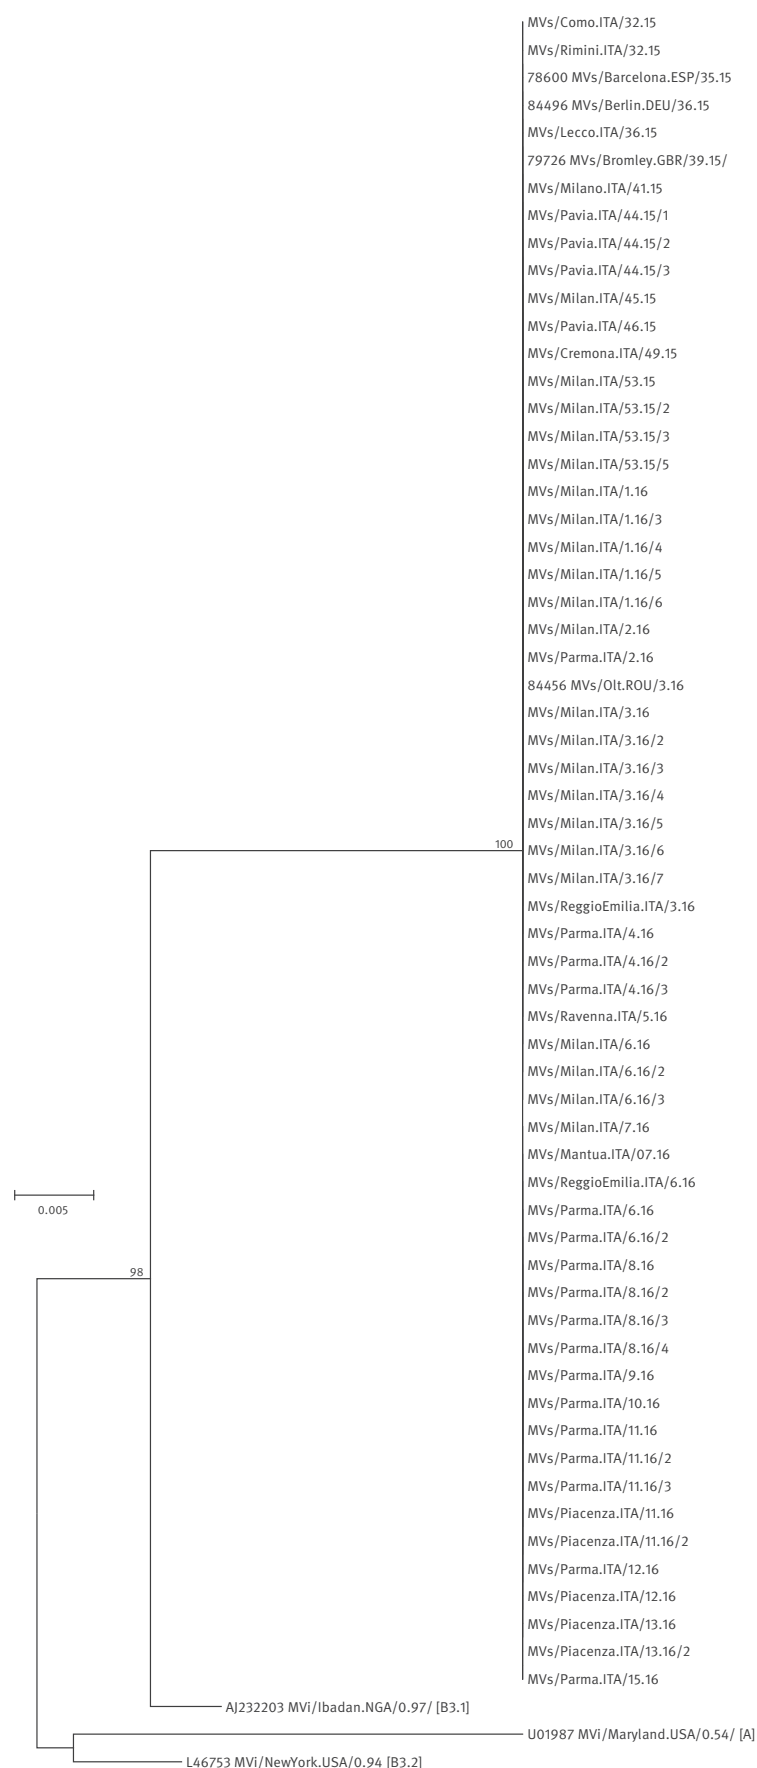 MVs/Como.ITA/32.15
MVs/Rimini.ITA/32.15
78600 MVs/Barcelona.ESP/35.15
84496 MVs/Berlin.DEU/36.15
MVs/Lecco.ITA/36.15
79726 MVs/Bromley.GBR/39.15/
MVs/Milano.ITA/41.15
MVs/Pavia.ITA/44.15/1
MVs/Pavia.ITA/44.15/2
MVs/Pavia.ITA/44.15/3
MVs/Milan.ITA/45.15
MVs/Pavia.ITA/46.15
MVs/Cremona.ITA/49.15
MVs/Milan.ITA/53.15
MVs/Milan.ITA/53.15/2
MVs/Milan.ITA/53.15/3
MVs/Milan.ITA/53.15/5
MVs/Milan.ITA/1.16
MVs/Milan.ITA/1.16/3
MVs/Milan.ITA/1.16/4
MVs/Milan.ITA/1.16/5
MVs/Milan.ITA/1.16/6
MVs/Milan.ITA/2.16
MVs/Parma.ITA/2.16
84456 MVs/Olt.ROU/3.16
MVs/Milan.ITA/3.16
MVs/Milan.ITA/3.16/2
MVs/Milan.ITA/3.16/3
MVs/Milan.ITA/3.16/4
MVs/Milan.ITA/3.16/5
100
MVs/Milan.ITA/3.16/6
MVs/Milan.ITA/3.16/7
MVs/ReggioEmilia.ITA/3.16
MVs/Parma.ITA/4.16
MVs/Parma.ITA/4.16/2
MVs/Parma.ITA/4.16/3
MVs/Ravenna.ITA/5.16
MVs/Milan.ITA/6.16
MVs/Milan.ITA/6.16/2
MVs/Milan.ITA/6.16/3
MVs/Milan.ITA/7.16
MVs/Mantua.ITA/07.16
MVs/ReggioEmilia.ITA/6.16
0.005
MVs/Parma.ITA/6.16
MVs/Parma.ITA/6.16/2
MVs/Parma.ITA/8.16
98
MVs/Parma.ITA/8.16/2
MVs/Parma.ITA/8.16/3
MVs/Parma.ITA/8.16/4
MVs/Parma.ITA/9.16
MVs/Parma.ITA/10.16
MVs/Parma.ITA/11.16
MVs/Parma.ITA/11.16/2
MVs/Parma.ITA/11.16/3
MVs/Piacenza.ITA/11.16
MVs/Piacenza.ITA/11.16/2
MVs/Parma.ITA/12.16
MVs/Piacenza.ITA/12.16
MVs/Piacenza.ITA/13.16
MVs/Piacenza.ITA/13.16/2
MVs/Parma.ITA/15.16
AJ232203 MVi/Ibadan.NGA/0.97/ [B3.1]
U01987 MVi/Maryland.USA/0.54/ [A]
L46753 MVi/NewYork.USA/0.94 [B3.2]